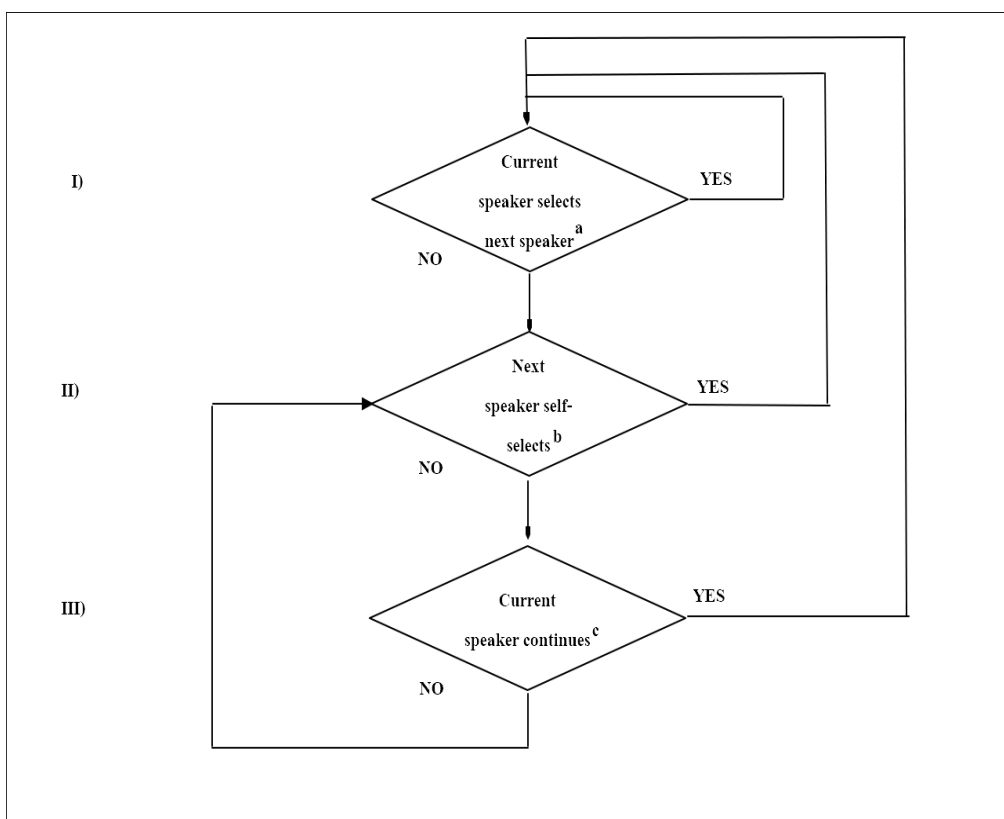 I)
Current
speaker selects
next speaker a
YES
NO
II)
Next
speaker self-
selects b
YES
NO
III)
Current
speaker continues c
YES
NO